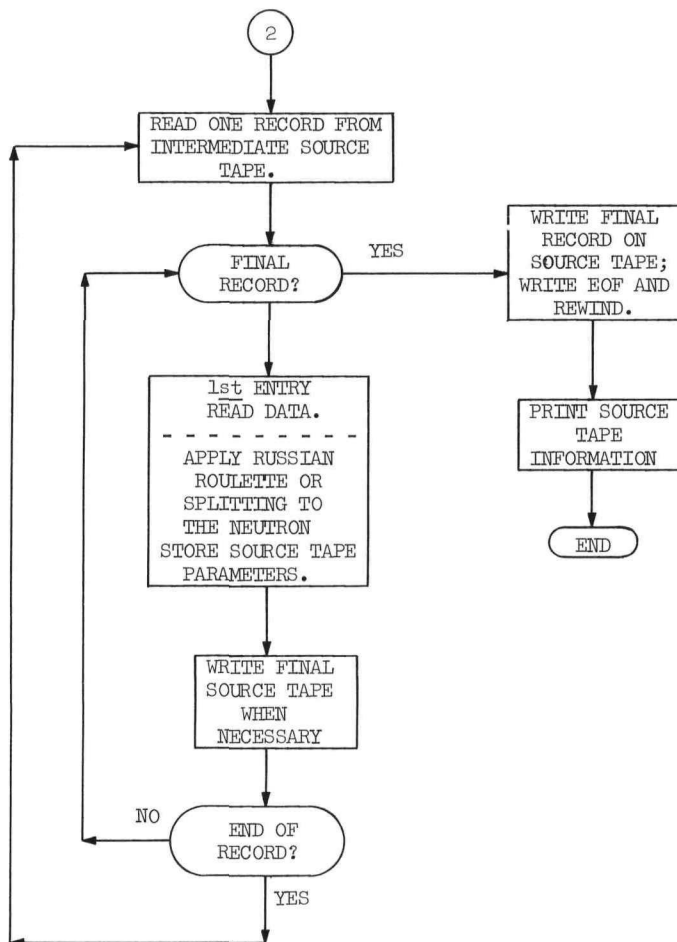 2
READ ONE RECORD FROM
INTERMEDIATE SOURCE
TAPE.
FINAL
RECORD?
YES
WRITE FINAL
RECORD ON
SOURCE TAPE;
WRITE EOF AND
REWIND.
1st ENTRY
READ DATA.
APPLY RUSSIAN
ROULETTE OR
SPLITTING TO
THE NEUTRON
STORE SOURCE TAPE
PARAMETERS.
PRINT SOURCE
TAPE
INFORMATION
END
WRITE FINAL
SOURCE TAPE
WHEN
NECESSARY
NO
END OF
RECORD?
YES